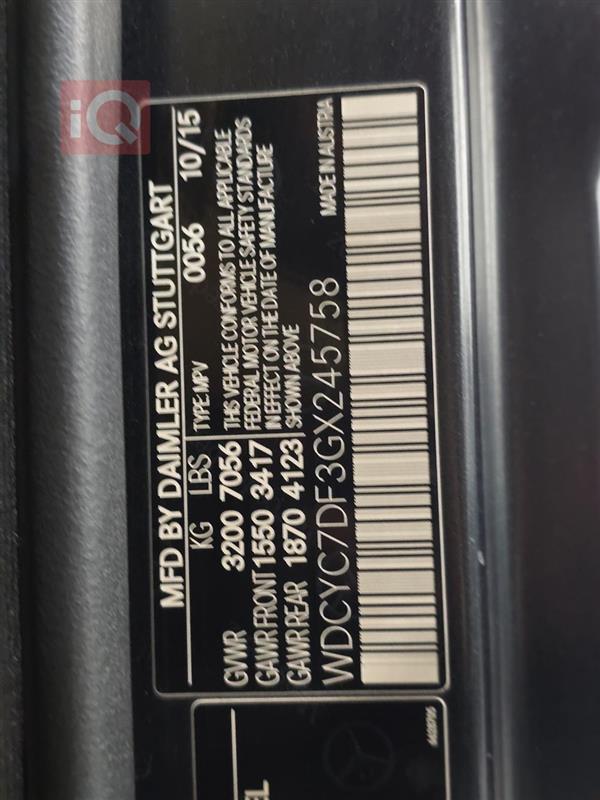 iQ
MFD BY DAIMLER AG STUTTGART
KG LBS TYPE: MPV 0056 10/15
GVWR 3200 7056
GAWR FRONT 1550 3417
GAWR REAR 1870 4123
THIS VEHICLE CONFORMS TO ALL APPLICABLE
FEDERAL MOTOR VEHICLE SAFETY STANDARDS
IN EFFECT ON THE DATE OF MANUFACTURE
SHOWN ABOVE
WDCYC7DF3GX245758 MADE IN AUSTRIA
EL